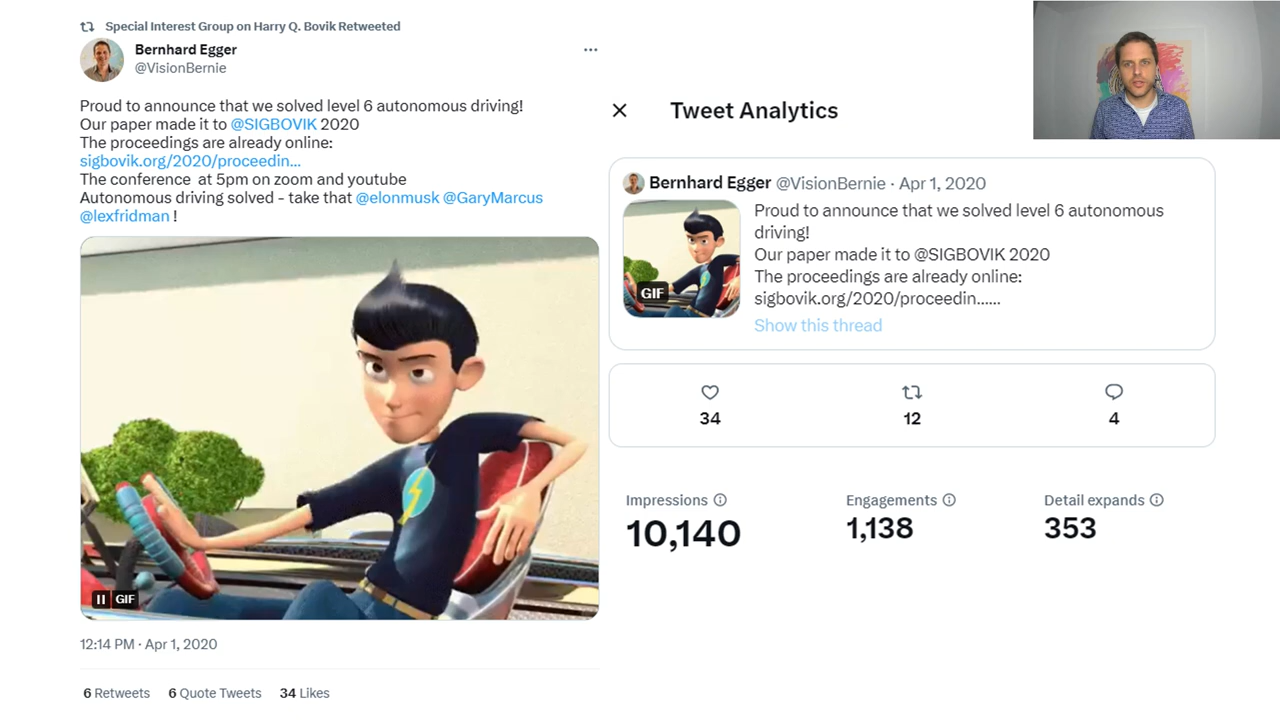 Special Interest Group on Harry Q. Bovik Retweeted
Bernhard Egger
@VisionBernie
Proud to announce that we solved level 6 autonomous driving!
Our paper made it to @SIGBOVIK 2020
The proceedings are already online:
sigbovik.org/2020/proceedin...
The conference  at 5pm on zoom and youtube
Autonomous driving solved - take that @elonmusk @GaryMarcus
@lexfridman !
GIF
12:14 PM · Apr 1, 2020
6 Retweets 6 Quote Tweets 34 Likes
Tweet Analytics
Bernhard Egger @VisionBernie · Apr 1, 2020
Proud to announce that we solved level 6 autonomous
driving!
Our paper made it to @SIGBOVIK 2020
The proceedings are already online:
sigbovik.org/2020/proceedin......
GIF
Show this thread
34 12 4
Impressions Engagements Detail expands
10,140 1,138 353